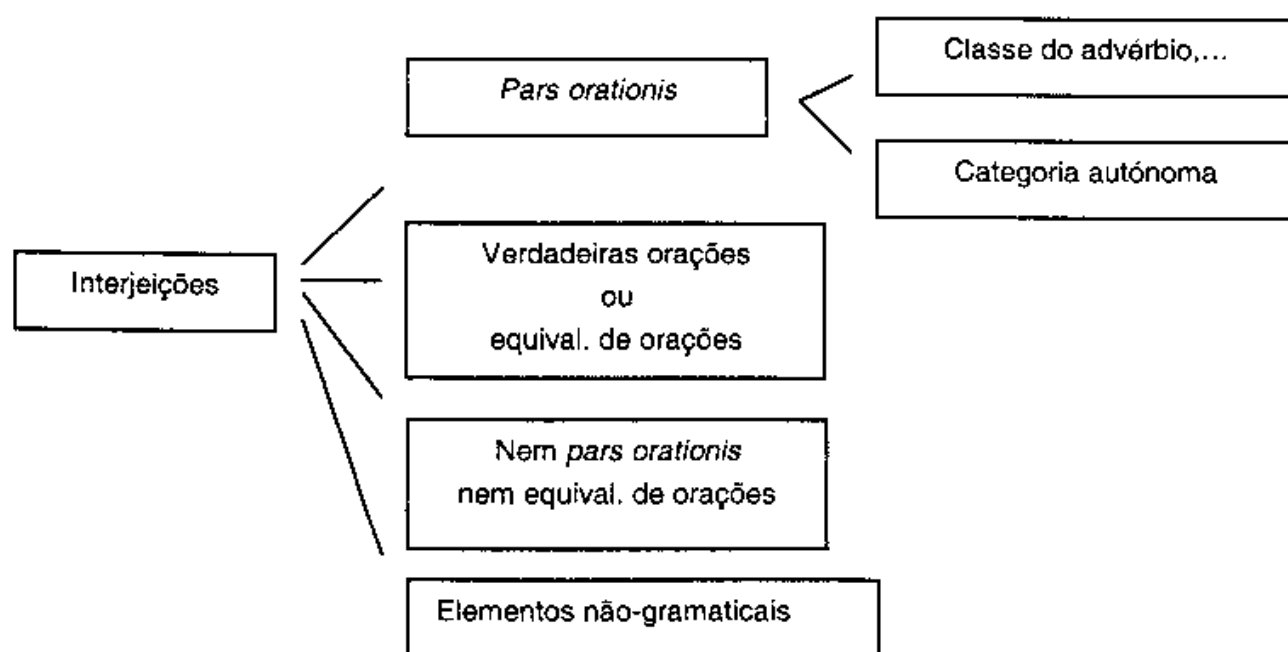 Classe do advérbio,...
Pars orationis
Categoria autónoma
Interjeições
Verdadeiras orações
ou
equival. de orações
Nem pars orationis
nem equival. de orações
Elementos não-gramaticais